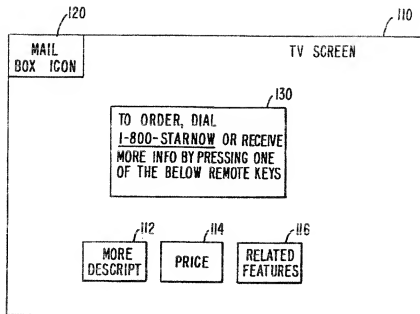 120
110
MAIL
BOX ICON
TV SCREEN
130
TO ORDER, DIAL
1-800-STARNOW OR RECEIVE
MORE INFO BY PRESSING ONE
OF THE BELOW REMOTE KEYS
112
114
116
MORE
DESCRIPT
PRICE
RELATED
FEATURES